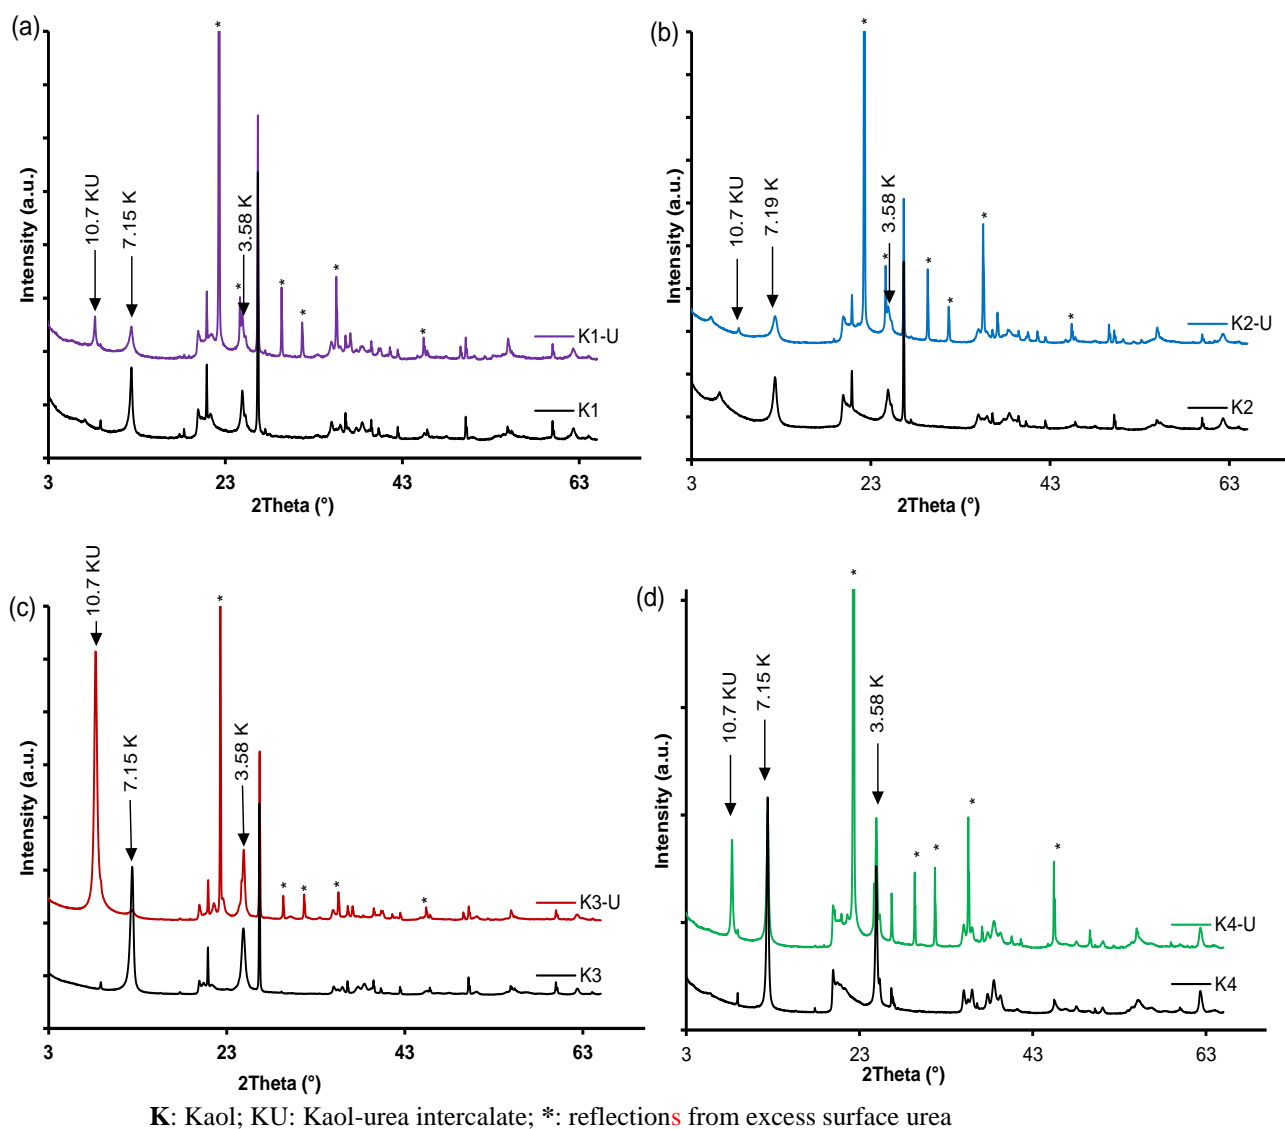 (a)
*
*
*
*
*
*
10.7 KU
7.15 K
3.58 K
Intensity (a.u.)
K1-U
K1
3
23
43
63
2Theta (°)
(b)
*
*
*
*
*
*
10.7 KU
7.19 K
3.58 K
Intensity (a.u.)
K2-U
K2
3
23
43
63
2Theta (°)
(c)
*
*
*
*
*
10.7 KU
7.15 K
3.58 K
Intensity (a.u.)
K3-U
K3
3
23
43
63
2Theta (°)
(d)
*
*
*
*
*
10.7 KU
7.15 K
3.58 K
Intensity (a.u.)
K4-U
K4
3
23
43
63
2Theta (°)
K: Kaol; KU: Kaol-urea intercalate; *: reflections from excess surface urea